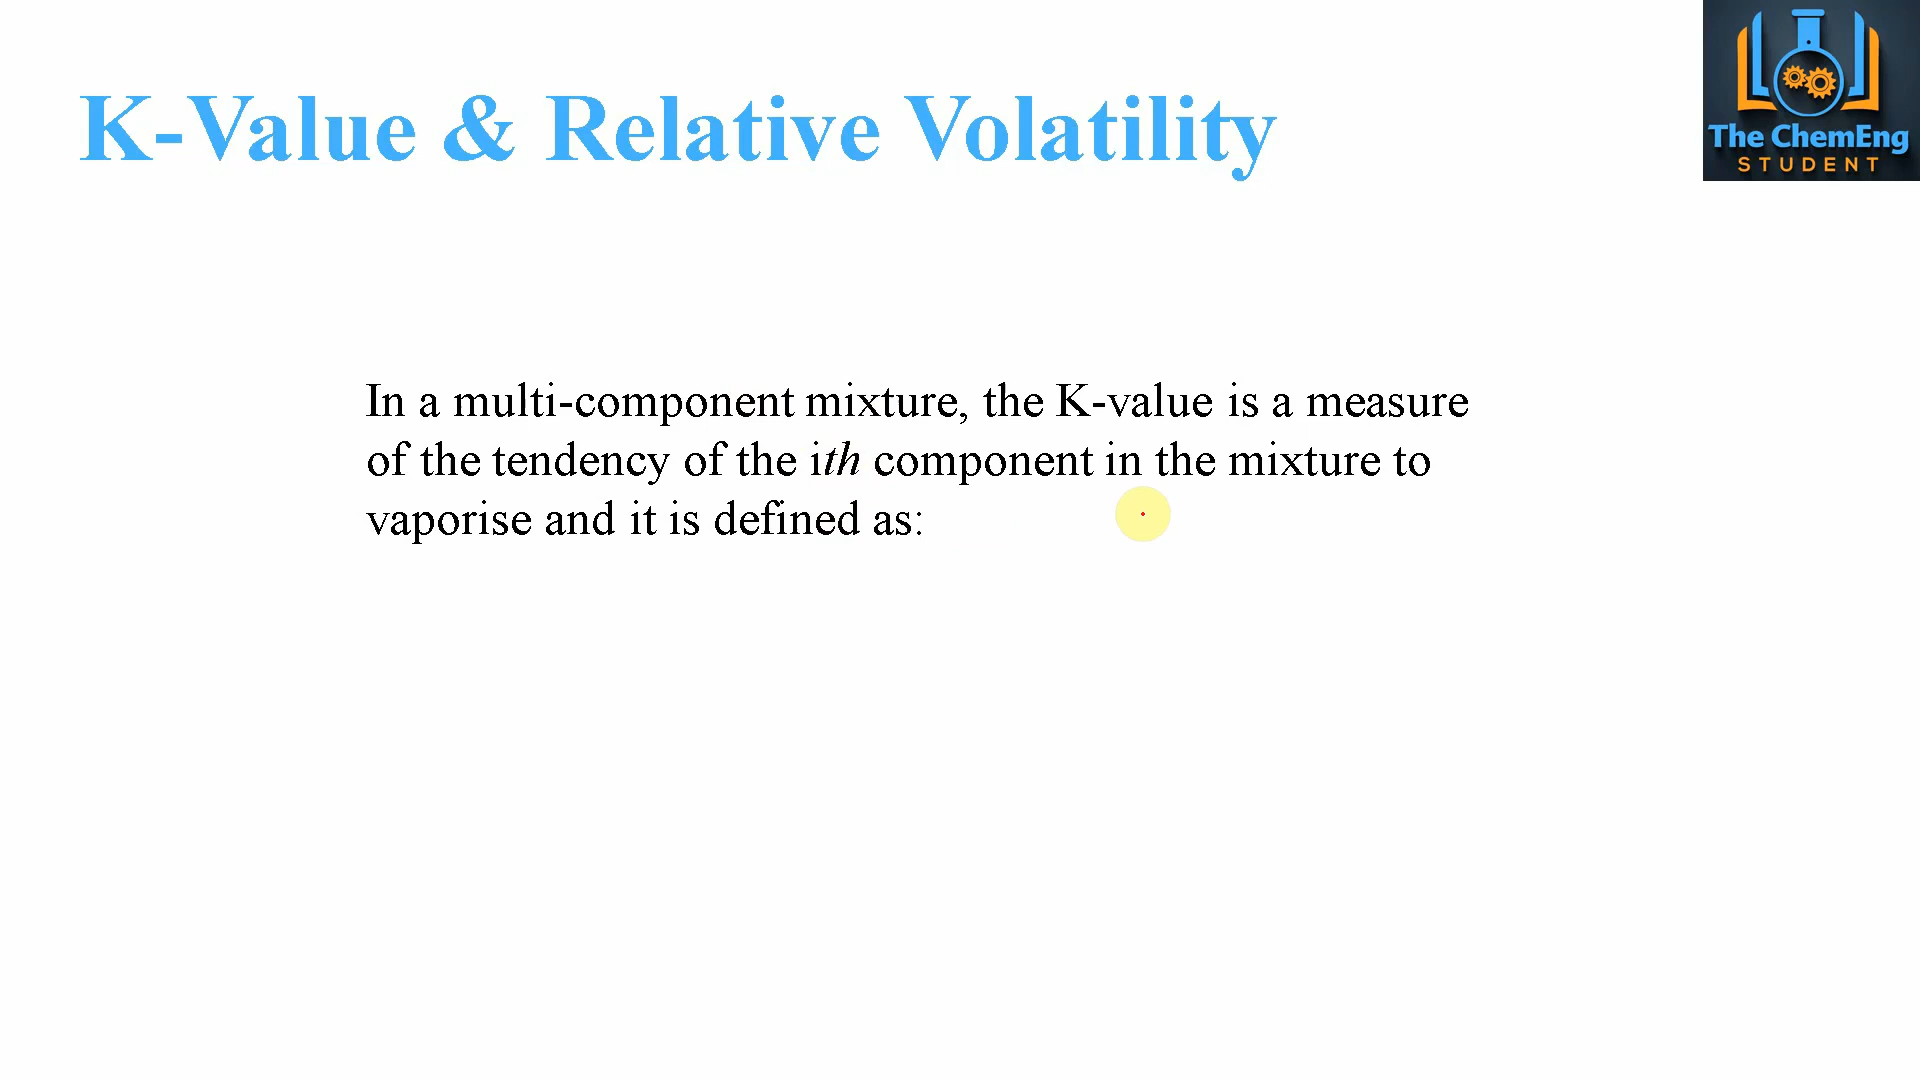 K-Value & Relative Volatility
The ChemEng
STUDENT
In a multi-component mixture, the K-value is a measure
of the tendency of the ith component in the mixture to
vaporise and it is defined as: